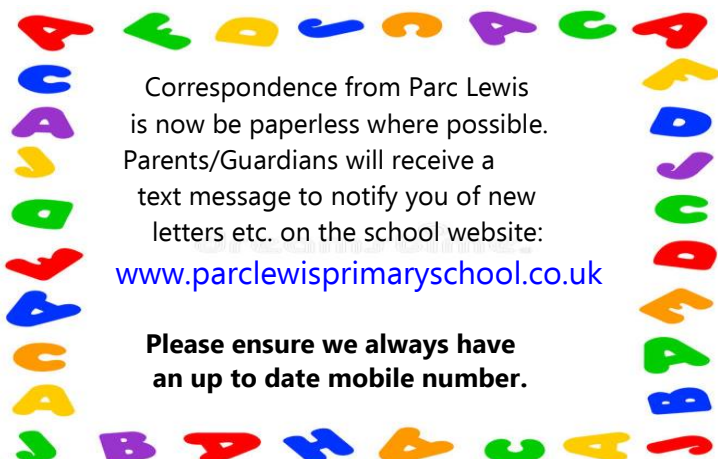 Correspondence from Parc Lewis
is now be paperless where possible.
Parents/Guardians will receive a
text message to notify you of new
letters etc. on the school website:
www.parclewisprimaryschool.co.uk
Please ensure we always have
an up to date mobile number.